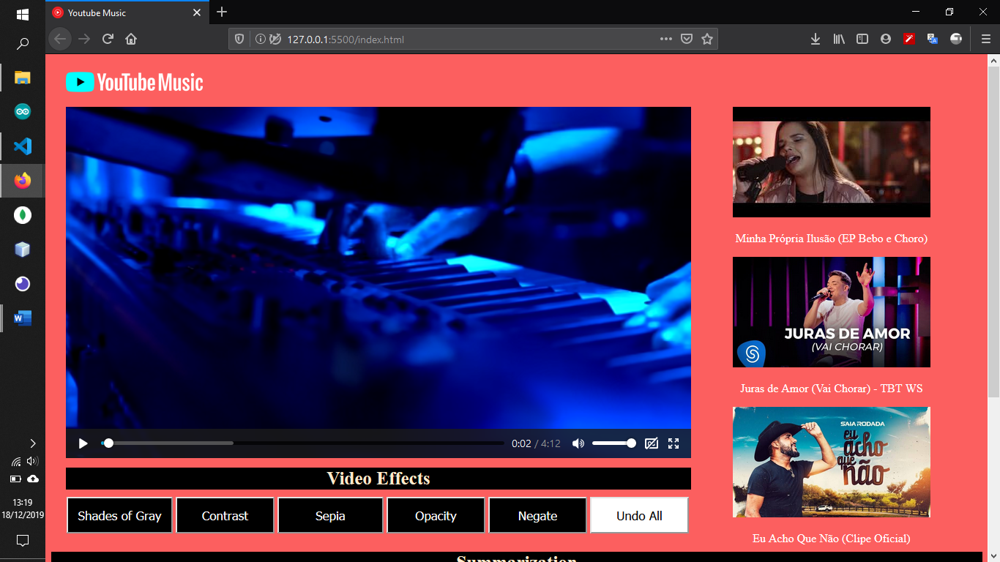 Youtube Music
127.0.0.1:5500/index.html
YouTube Music
Minha Própria Ilusão (EP Bebo e Choro)
JURAS DE AMOR
(VAI CHORAR)
Juras de Amor (Vai Chorar) - TBT WS
SAIA RODADA
eu
acho
que
não
Eu Acho Que Não (Clipe Oficial)
0:02 / 4:12
Video Effects
Shades of Gray
Contrast
Sepia
Opacity
Negate
Undo All
Summarization
13:19
18/12/2019